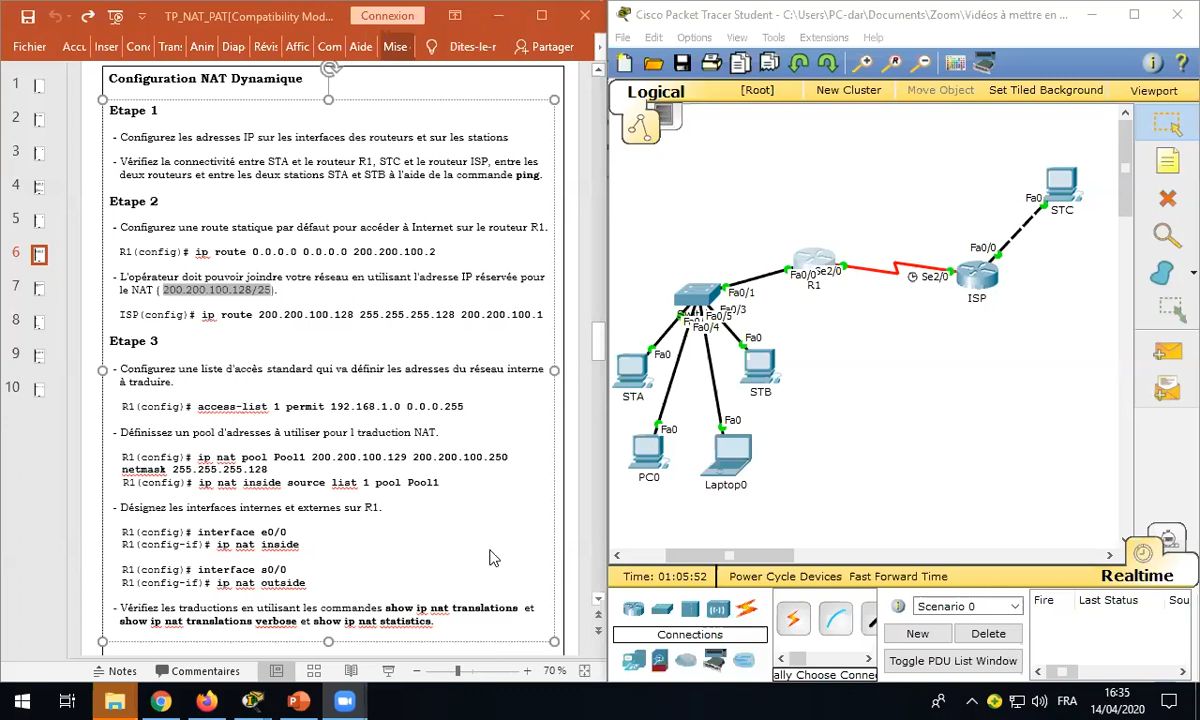 TP_NAT_PAT[Compatibility Mod...
Connexion
Fichier Accu Inser Conc Trans Anin Diap Révis Affic Com Aide Mise Dites-le-r Partager
1
2
3
4
5
6
7
8
9
10
Configuration NAT Dynamique
Etape 1
- Configurez les adresses IP sur les interfaces des routeurs et sur les stations
- Vérifiez la connectivité entre STA et le routeur R1, STC et le routeur ISP, entre les
deux routeurs et entre les deux stations STA et STB à l'aide de la commande ping.
Etape 2
- Configurez une route statique par défaut pour accéder à Internet sur le routeur R1.
R1(config)# ip route 0.0.0.0 0.0.0.0 200.200.100.2
- L'opérateur doit pouvoir joindre votre réseau en utilisant l'adresse IP réservée pour
le NAT ( 200.200.100.128/25).
ISP(config)# ip route 200.200.100.128 255.255.255.128 200.200.100.1
Etape 3
- Configurez une liste d'accès standard qui va définir les adresses du réseau interne
à traduire.
R1(config)# access-list 1 permit 192.168.1.0 0.0.0.255
- Définissez un pool d'adresses à utiliser pour l traduction NAT.
R1(config)# ip nat pool Pool1 200.200.100.129 200.200.100.250
netmask 255.255.255.128
R1(config)# ip nat inside source list 1 pool Pool1
- Désignez les interfaces internes et externes sur R1.
R1(config)# interface e0/0
R1(config-if)# ip nat inside
R1(config)# interface s0/0
R1(config-if)# ip nat outside
- Vérifiez les traductions en utilisant les commandes show ip nat translations et
show ip nat translations verbose et show ip nat statistics.
Notes Commentaires 70 %
Cisco Packet Tracer Student - C:\Users\PC-dar\Documents\Zoom\Vidéos à mettre en ...
File Edit Options View Tools Extensions Help
Logical [Root] New Cluster Move Object Set Tiled Background Viewport
STC
Fa0
Fa0/0
Se2/0
ISP
Fa0/0
Se2/0
R1
Fa0/1
Fa0/3
Fa0/5
Fa0/4
Fa0
STA
Fa0
STB
Fa0
PC0
Fa0
Laptop0
Time: 01:05:52 Power Cycle Devices Fast Forward Time Realtime
Scenario 0
Fire Last Status Sou
New Delete
Toggle PDU List Window
Connections
ally Choose Conne
FRA
16:35
14/04/2020